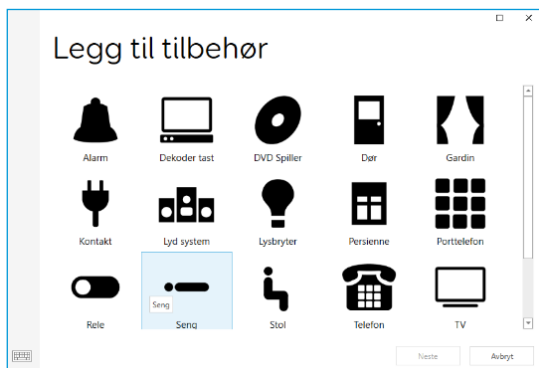 Legg til tilbehør
Alarm Dekoder tast DVD Spiller Dør Gardin
Kontakt Lyd system Lysbryter Persienne Porttelefon
Seng
Rele Seng Stol Telefon TV
Neste Avbryt